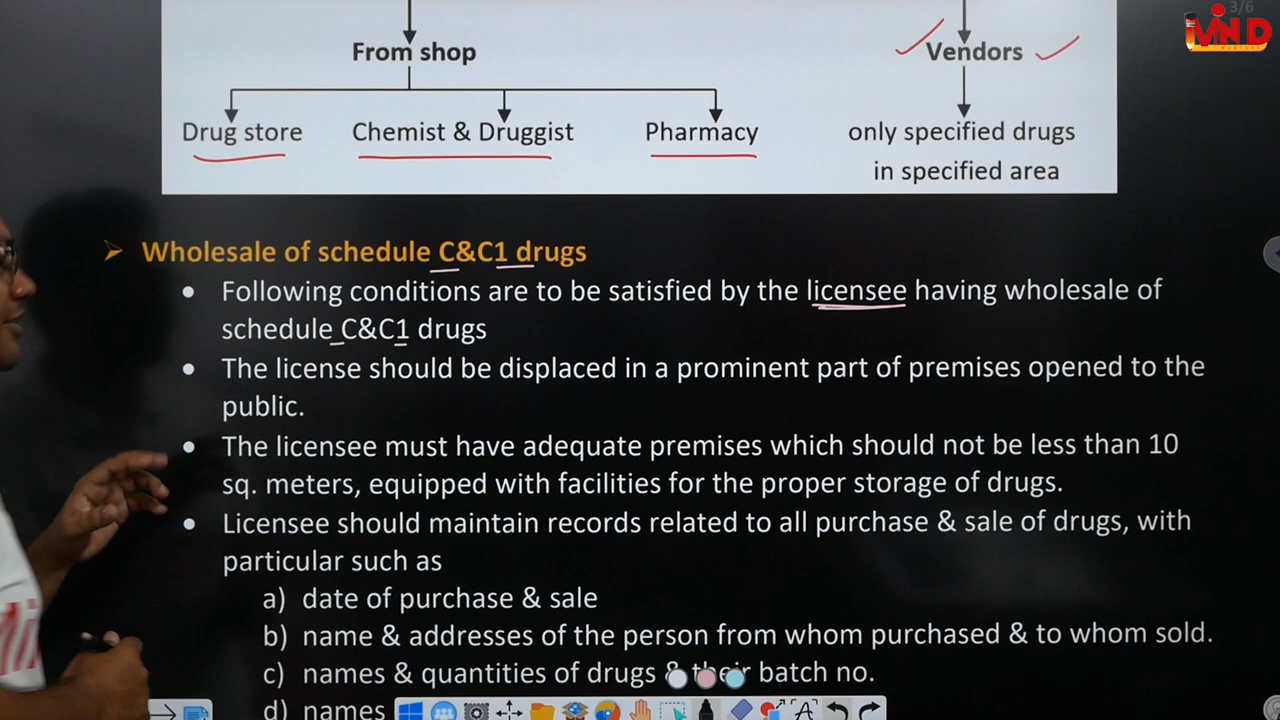 3/6
MIND
From shop
Vendors
Drug store
Chemist & Druggist
Pharmacy
only specified drugs
in specified area
Wholesale of schedule C&C1 drugs
Following conditions are to be satisfied by the licensee having wholesale of
schedule C&C1 drugs
The license should be displaced in a prominent part of premises opened to the
public.
The licensee must have adequate premises which should not be less than 10
sq. meters, equipped with facilities for the proper storage of drugs.
Licensee should maintain records related to all purchase & sale of drugs, with
particular such as
a) date of purchase & sale
b) name & addresses of the person from whom purchased & to whom sold.
c) names & quantities of drugs & their batch no.
d) names